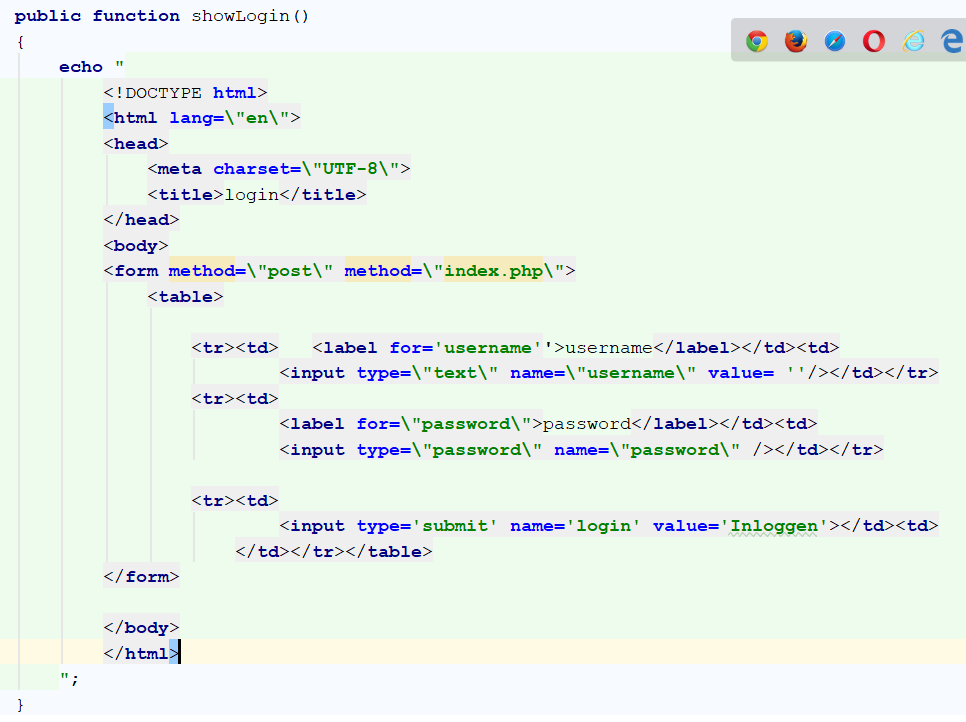 public function showLogin()
{
echo "
<!DOCTYPE html>
<html lang=\"en\">
<head>
<meta charset=\"UTF-8\">
<title>login</title>
</head>
<body>
<form method=\"post\" method=\"index.php\">
<table>
<tr><td> <label for='username''>username</label></td><td>
<input type=\"text\" name=\"username\" value= ''/></td></tr>
<tr><td>
<label for=\"password\">password</label></td><td>
<input type=\"password\" name=\"password\" /></td></tr>
<tr><td>
<input type='submit' name='login' value='Inloggen'></td><td>
</td></tr></table>
</form>
</body>
</html>
";
}